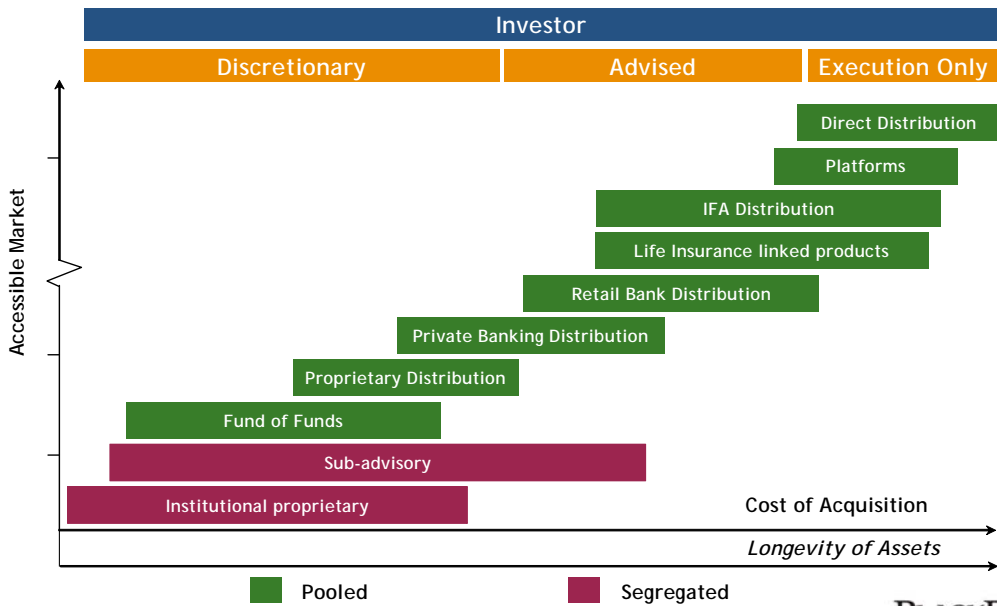 Investor
Discretionary Advised Execution Only
Direct Distribution
Platforms
IFA Distribution
Life Insurance linked products
Retail Bank Distribution
Private Banking Distribution
Proprietary Distribution
Fund of Funds
Sub-advisory
Institutional proprietary
Accessible Market
Cost of Acquisition
Longevity of Assets
Pooled Segregated